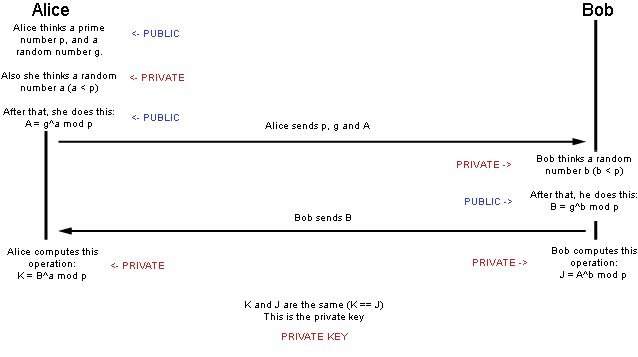 Alice
Bob
Alice thinks a prime
number p, and a
random number g.
<- PUBLIC
Also she thinks a random
number a (a < p)
<- PRIVATE
After that, she does this:
A = g^a mod p
<- PUBLIC
Alice sends p, g and A
PRIVATE ->
Bob thinks a random
number b (b < p)
PUBLIC ->
After that, he does this:
B = g^b mod p
Bob sends B
Alice computes this
operation:
K = B^a mod p
<- PRIVATE
PRIVATE ->
Bob computes this
operation:
J = A^b mod p
K and J are the same (K == J)
This is the private key
PRIVATE KEY